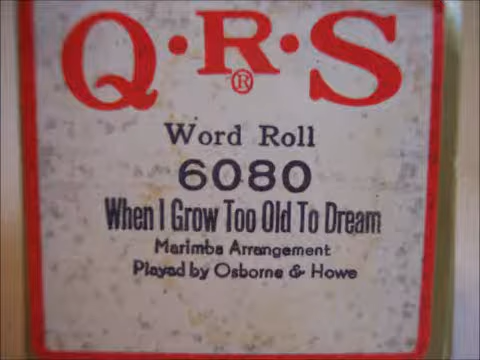 Q·R·S
®
Word Roll
6080
When I Grow Too Old To Dream
Marimba Arrangement
Played by Osborne & Howe